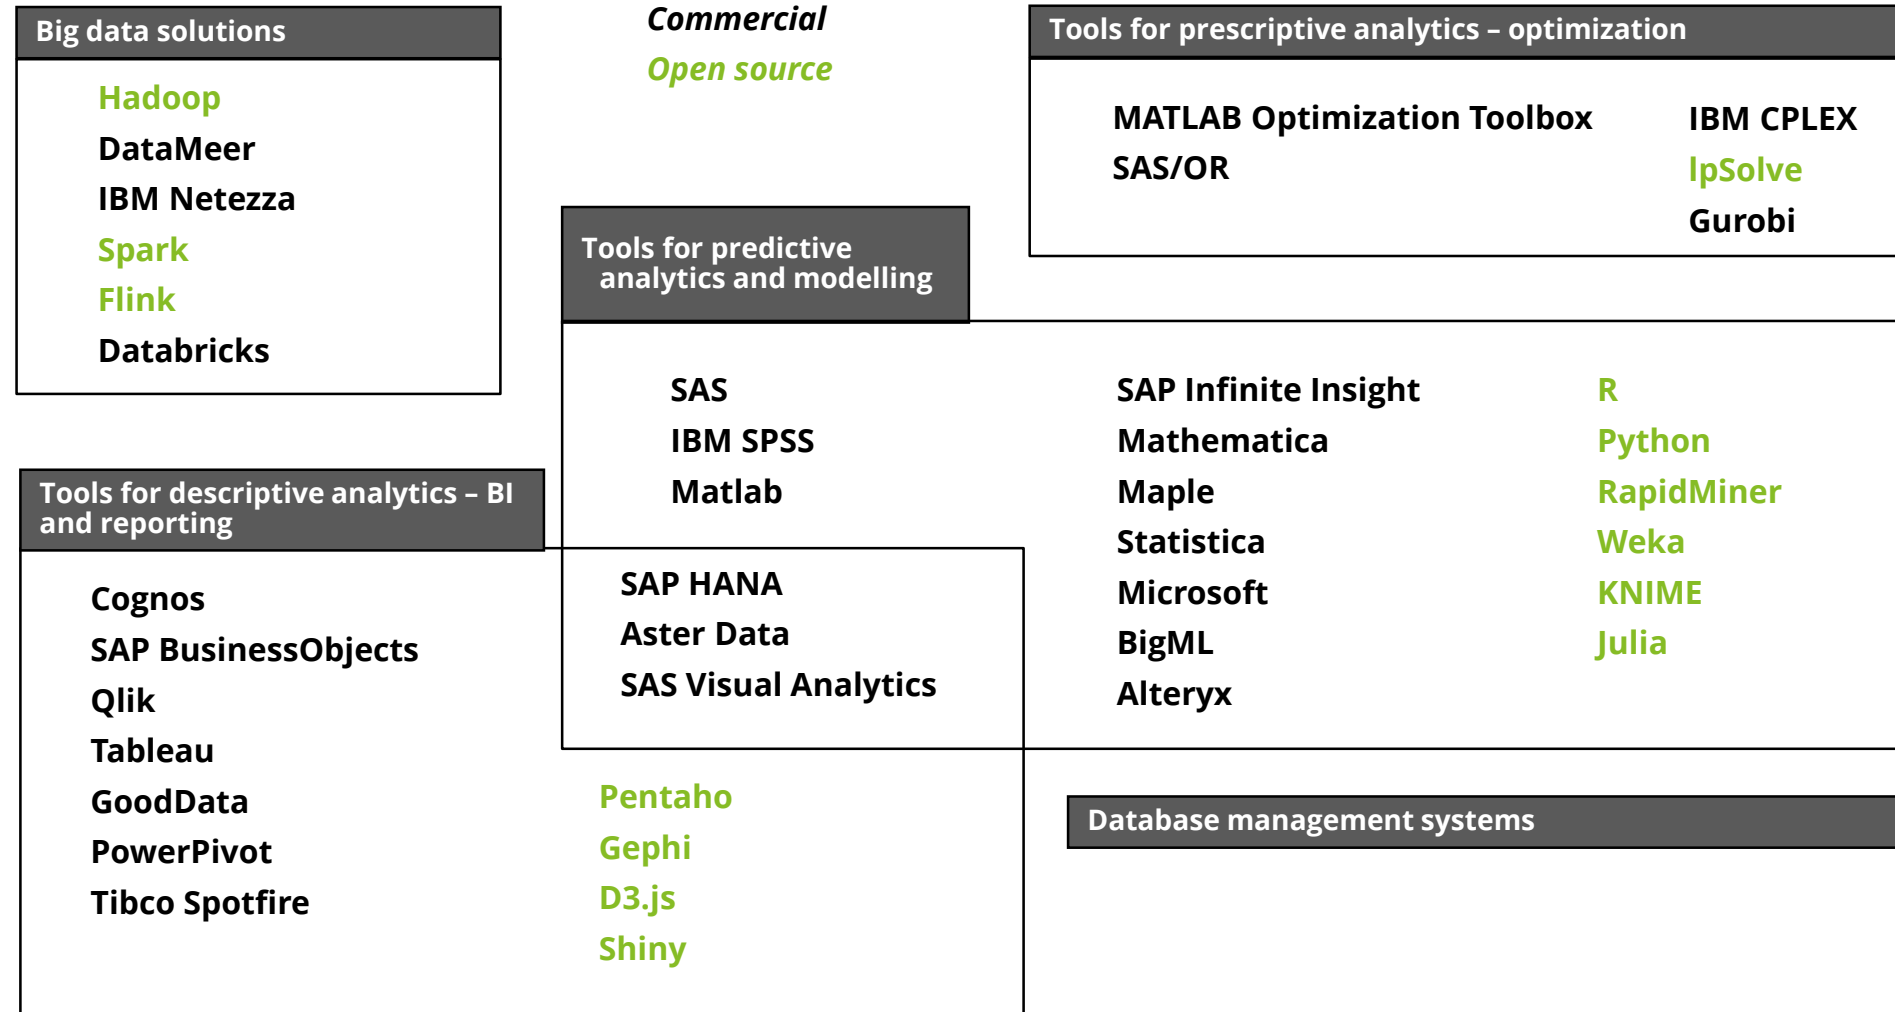 Big data solutions
Hadoop
DataMeer
IBM Netezza
Spark
Flink
Databricks
Commercial
Open source
Tools for prescriptive analytics – optimization
MATLAB Optimization Toolbox
SAS/OR
IBM CPLEX
lpSolve
Gurobi
Tools for predictive
analytics and modelling
SAS
IBM SPSS
Matlab
SAP Infinite Insight
Mathematica
Maple
Statistica
Microsoft
BigML
Alteryx
R
Python
RapidMiner
Weka
KNIME
Julia
Tools for descriptive analytics – BI
and reporting
Cognos
SAP BusinessObjects
Qlik
Tableau
GoodData
PowerPivot
Tibco Spotfire
SAP HANA
Aster Data
SAS Visual Analytics
Pentaho
Gephi
D3.js
Shiny
Database management systems